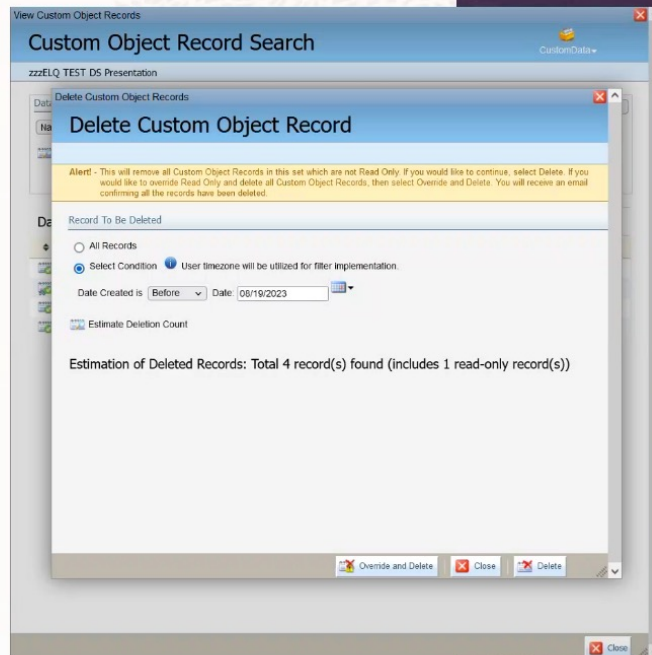 View Custom Object Records
Custom Object Record Search
CustomData
zzzELQ TEST DS Presentation
Delete Custom Object Records
Delete Custom Object Record
Alert! - This will remove all Custom Object Records in this set which are not Read Only. If you would like to continue, select Delete. If you
would like to override Read Only and delete all Custom Object Records, then select Override and Delete. You will receive an email
confirming all the records have been deleted.
Record To Be Deleted
All Records
Select Condition User timezone will be utilized for filter implementation.
Date Created is Before Date: 08/19/2023
Estimate Deletion Count
Estimation of Deleted Records: Total 4 record(s) found (includes 1 read-only record(s))
Override and Delete Close Delete
Close